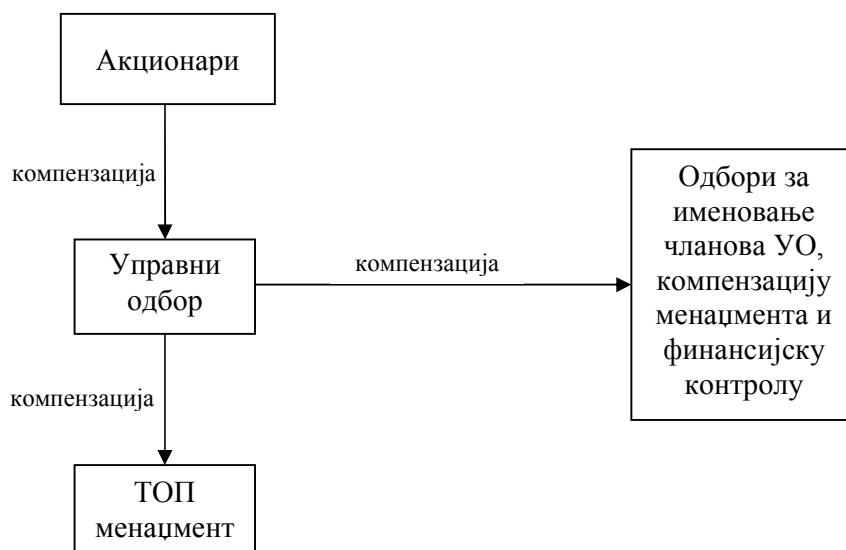 Акционари
компензација
Управни
одбор
компензација
Одбори за
именовање
чланова УО,
компензацију
менаџмента и
финансијску
контролу
компензација
ТОП
менаџмент